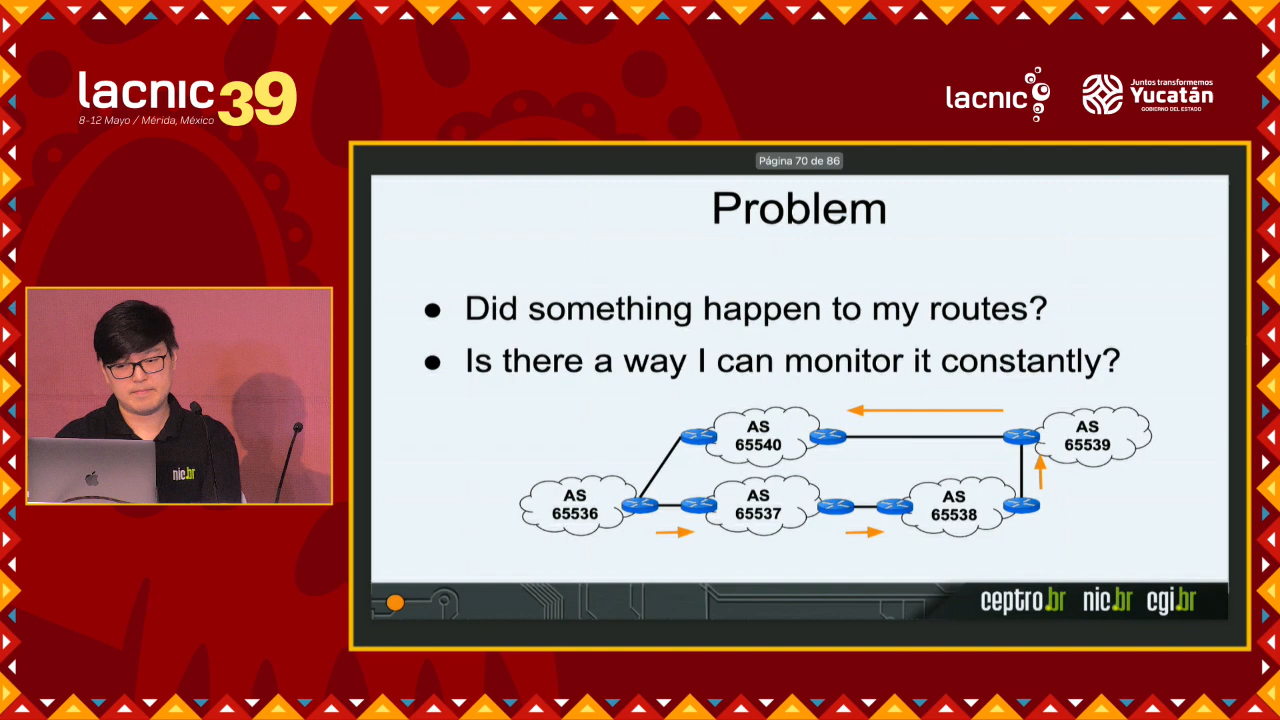 lacnic 39
8-12 Mayo / Mérida, México
lacnic
Juntos transformemos
Yucatán
GOBIERNO DEL ESTADO
Página 70 de 86
Problem
● Did something happen to my routes?
● Is there a way I can monitor it constantly?
AS
65540
AS
65539
AS
65536
AS
65537
AS
65538
nic.br
ceptro.br nic.br cgi.br